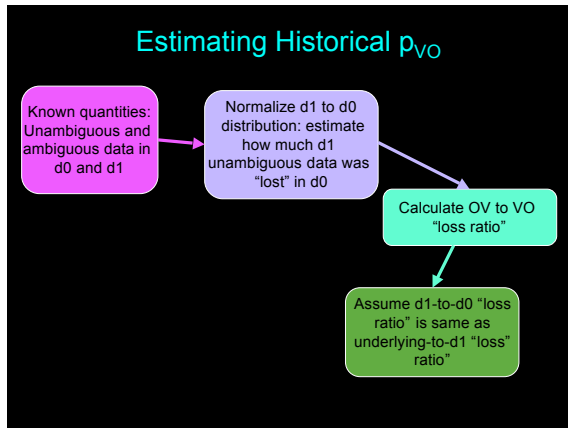 Estimating Historical pVO
Known quantities:
Unambiguous and
ambiguous data in
d0 and d1
Normalize d1 to d0
distribution: estimate
how much d1
unambiguous data was
“lost” in d0
Calculate OV to VO
“loss ratio”
Assume d1-to-d0 “loss
ratio” is same as
underlying-to-d1 “loss”
ratio”